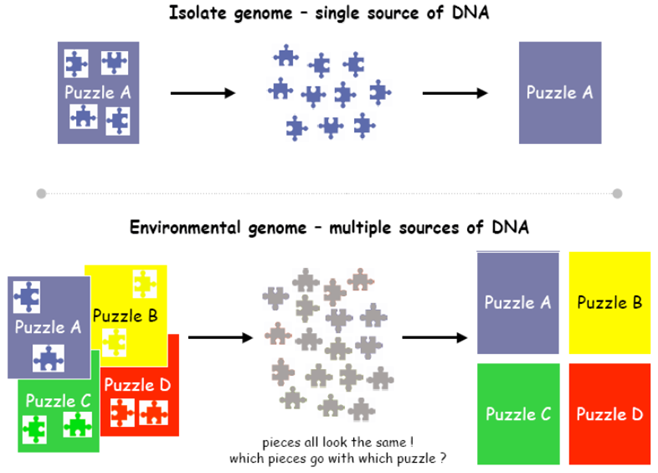 Isolate genome – single source of DNA
Puzzle A
Puzzle A
Environmental genome – multiple sources of DNA
Puzzle A
Puzzle B
Puzzle C
Puzzle D
pieces all look the same !
which pieces go with which puzzle ?
Puzzle A
Puzzle B
Puzzle C
Puzzle D